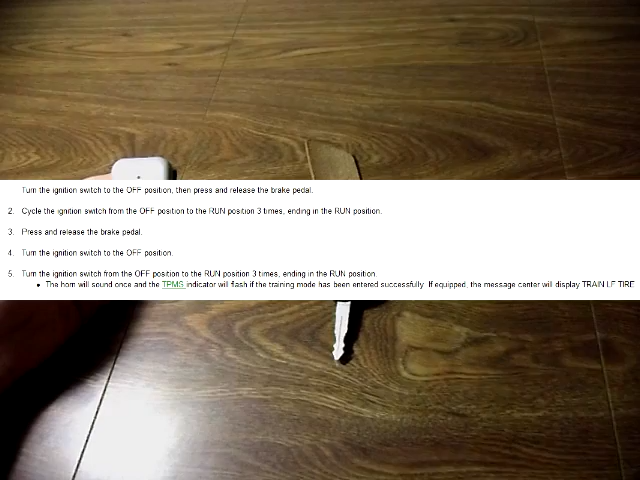 Turn the ignition switch to the OFF position, then press and release the brake pedal.
2. Cycle the ignition switch from the OFF position to the RUN position 3 times, ending in the RUN position.
3. Press and release the brake pedal.
4. Turn the ignition switch to the OFF position.
5. Turn the ignition switch from the OFF position to the RUN position 3 times, ending in the RUN position.
• The horn will sound once and the TPMS indicator will flash if the training mode has been entered successfully. If equipped, the message center will display TRAIN LF TIRE